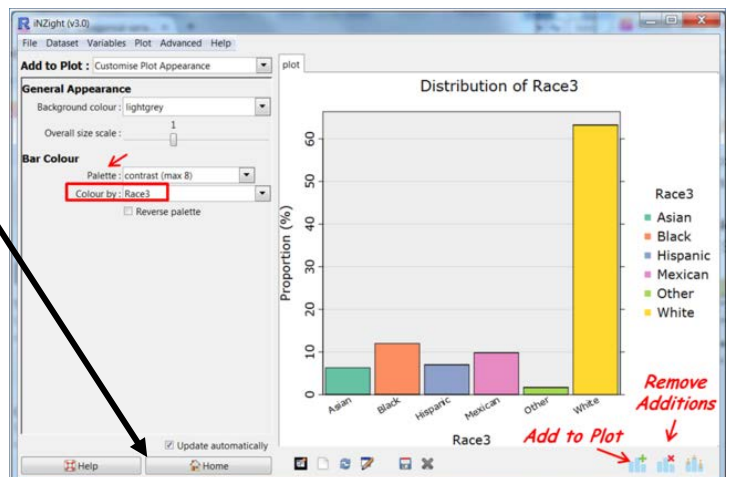 iNZight (v3.0)
File Dataset Variables Plot Advanced Help
Add to Plot : Customise Plot Appearance
General Appearance
Background colour : lightgrey
Overall size scale : 1
Bar Colour
Palette : contrast (max 8)
Colour by : Race3
Reverse palette
Update automatically
Help
Home
plot
Distribution of Race3
Proportion (%)
60
50
40
30
20
10
0
Asian
Black
Hispanic
Mexican
Other
White
Race3
Race3
Asian
Black
Hispanic
Mexican
Other
White
Remove
Additions
Add to Plot